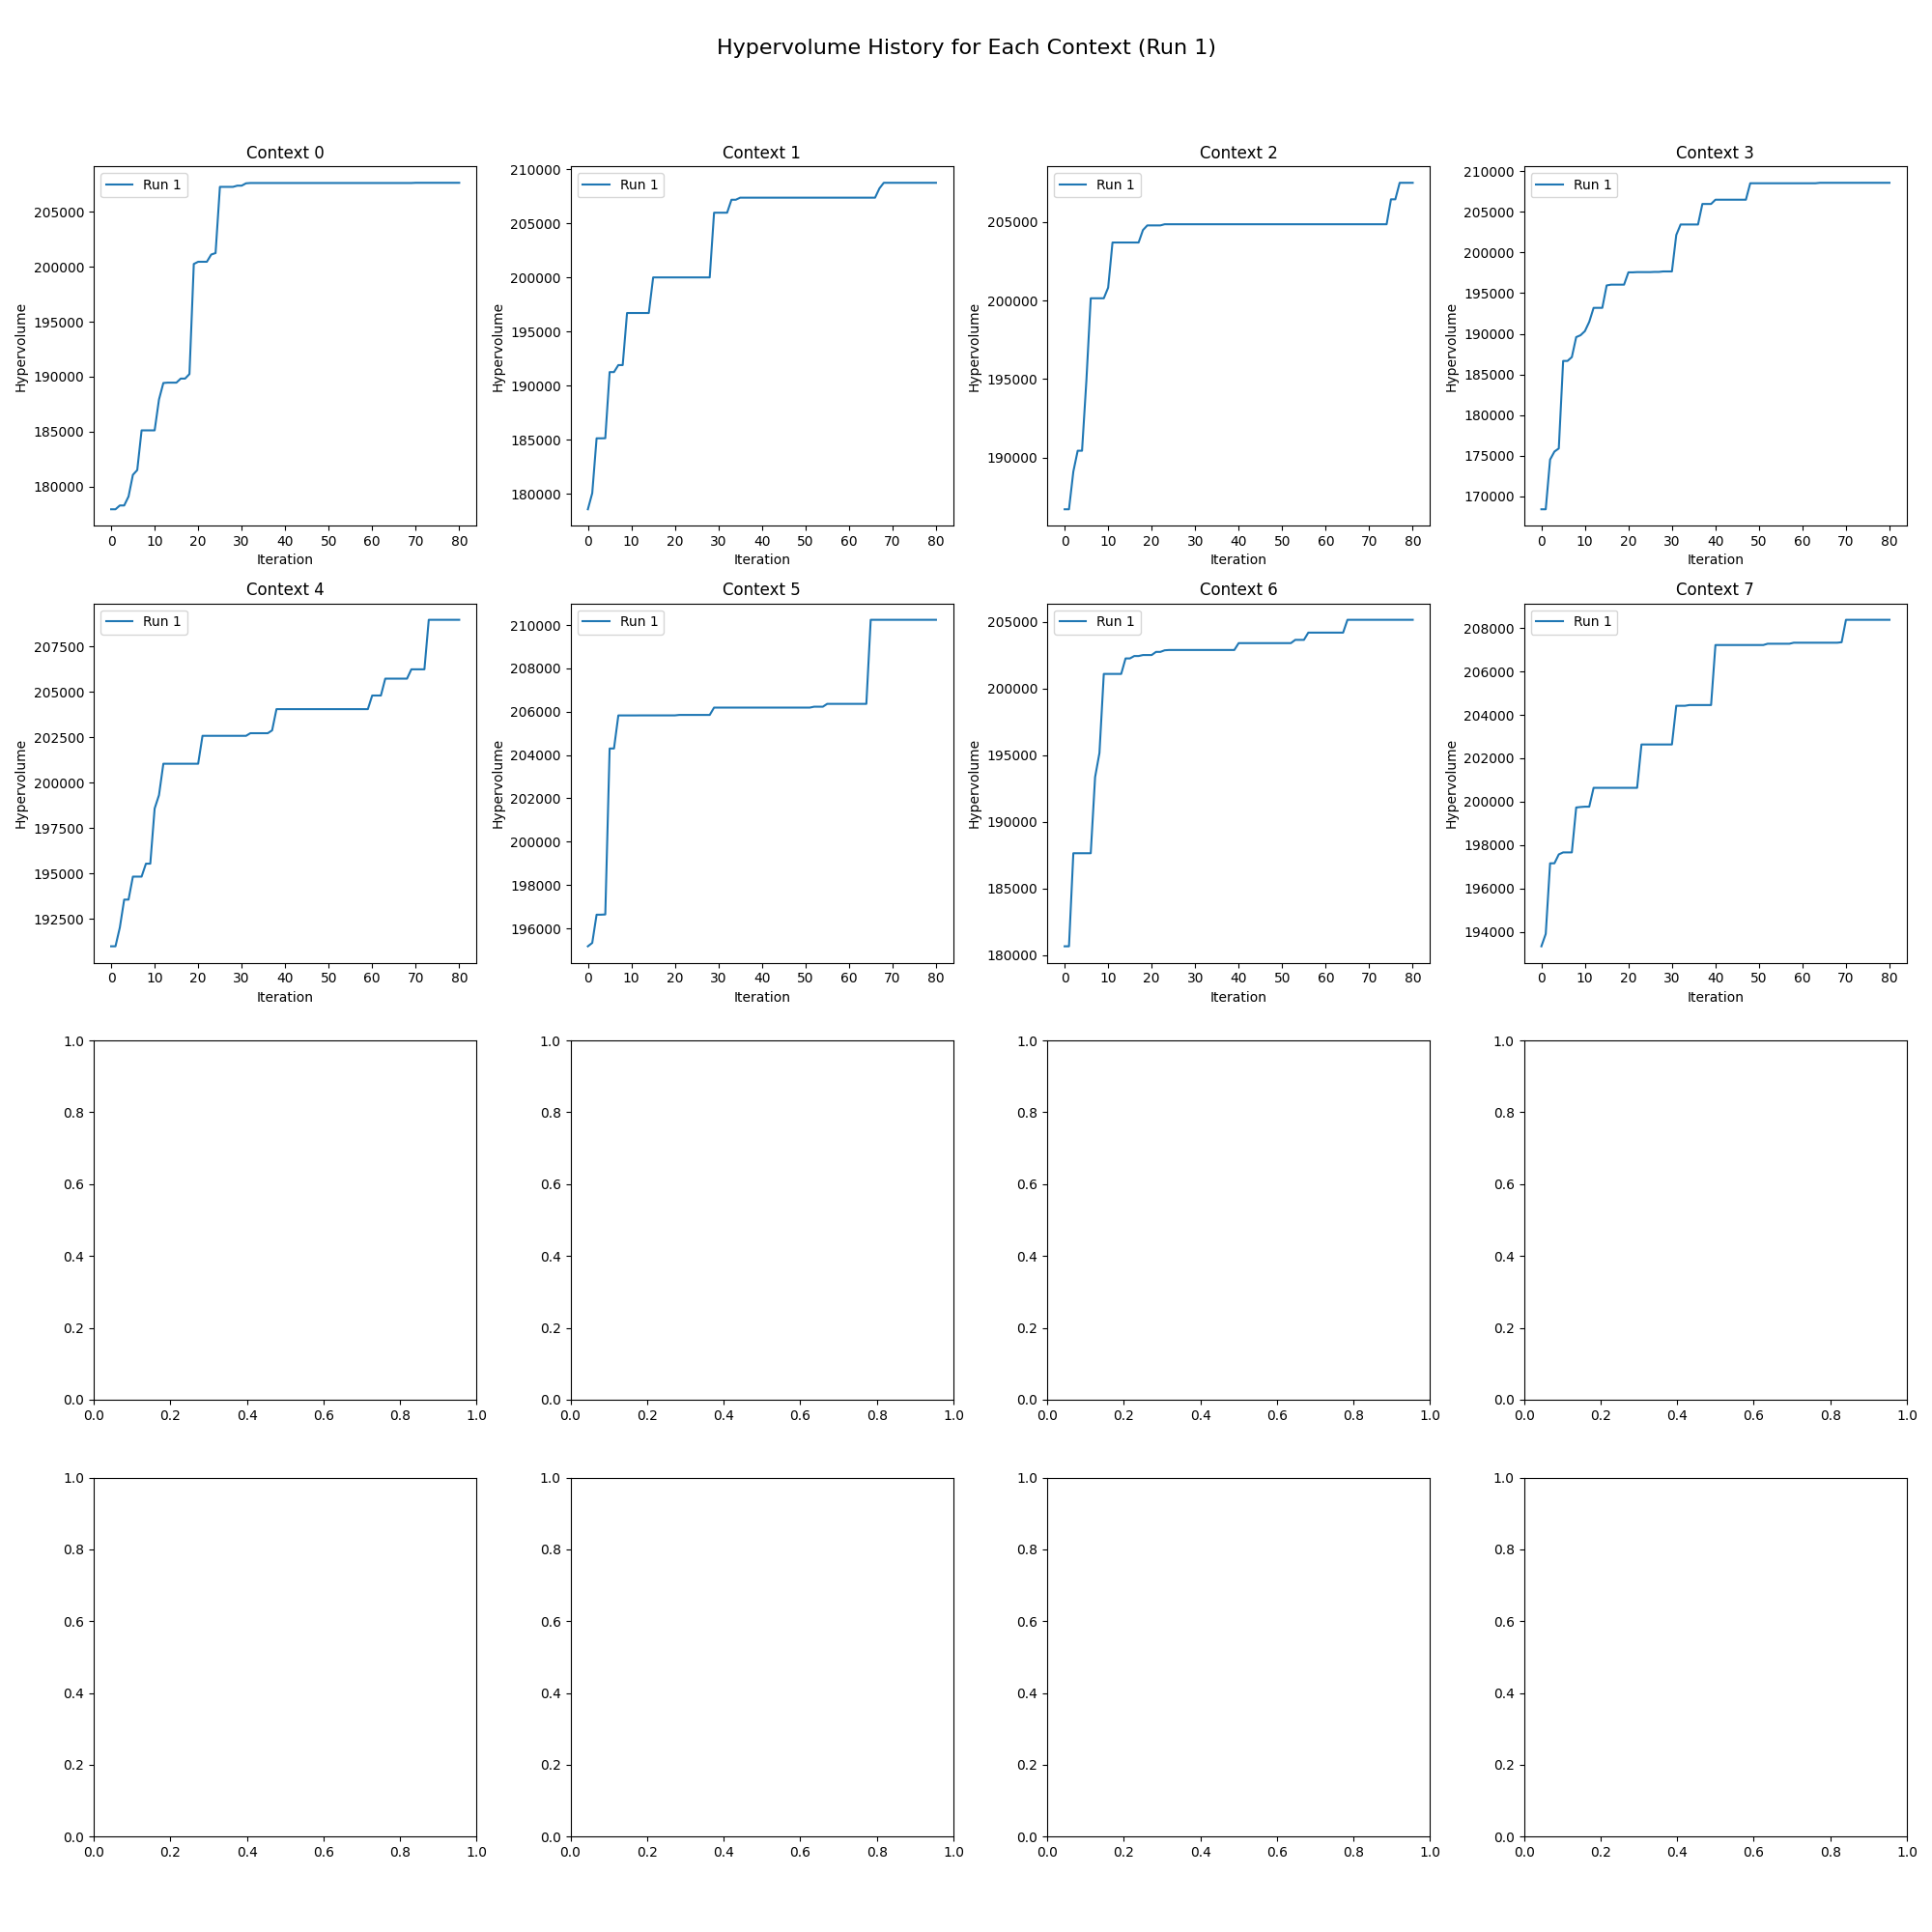 Hypervolume History for Each Context (Run 1)
Context 0
Run 1
205000
200000
195000
190000
185000
180000
Hypervolume
0 10 20 30 40 50 60 70 80
Iteration
Context 1
Run 1
210000
205000
200000
195000
190000
185000
180000
Hypervolume
0 10 20 30 40 50 60 70 80
Iteration
Context 2
Run 1
205000
200000
195000
190000
Hypervolume
0 10 20 30 40 50 60 70 80
Iteration
Context 3
Run 1
210000
205000
200000
195000
190000
185000
180000
175000
170000
Hypervolume
0 10 20 30 40 50 60 70 80
Iteration
Context 4
Run 1
207500
205000
202500
200000
197500
195000
192500
Hypervolume
0 10 20 30 40 50 60 70 80
Iteration
Context 5
Run 1
210000
208000
206000
204000
202000
200000
198000
196000
Hypervolume
0 10 20 30 40 50 60 70 80
Iteration
Context 6
Run 1
205000
200000
195000
190000
185000
180000
Hypervolume
0 10 20 30 40 50 60 70 80
Iteration
Context 7
Run 1
208000
206000
204000
202000
200000
198000
196000
194000
Hypervolume
0 10 20 30 40 50 60 70 80
Iteration
1.0
0.8
0.6
0.4
0.2
0.0
0.0 0.2 0.4 0.6 0.8 1.0
1.0
0.8
0.6
0.4
0.2
0.0
0.0 0.2 0.4 0.6 0.8 1.0
1.0
0.8
0.6
0.4
0.2
0.0
0.0 0.2 0.4 0.6 0.8 1.0
1.0
0.8
0.6
0.4
0.2
0.0
0.0 0.2 0.4 0.6 0.8 1.0
1.0
0.8
0.6
0.4
0.2
0.0
0.0 0.2 0.4 0.6 0.8 1.0
1.0
0.8
0.6
0.4
0.2
0.0
0.0 0.2 0.4 0.6 0.8 1.0
1.0
0.8
0.6
0.4
0.2
0.0
0.0 0.2 0.4 0.6 0.8 1.0
1.0
0.8
0.6
0.4
0.2
0.0
0.0 0.2 0.4 0.6 0.8 1.0